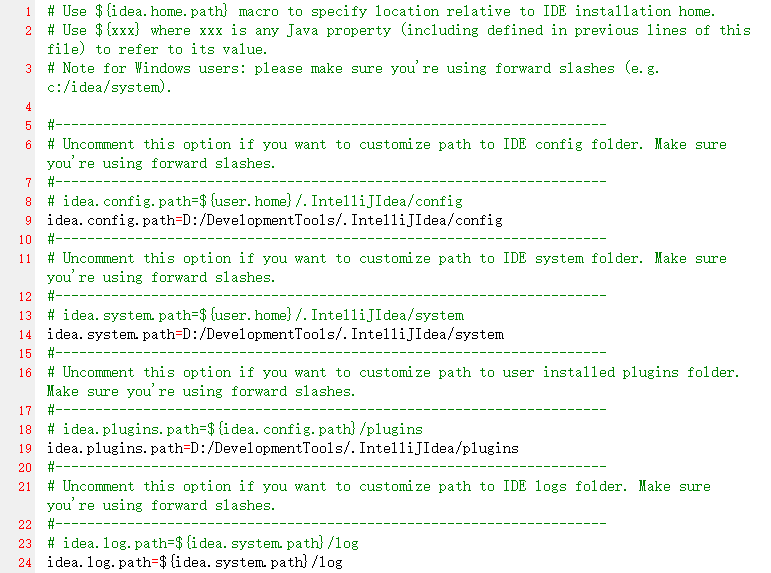 1 # Use ${idea.home.path} macro to specify location relative to IDE installation home.
2 # Use ${xxx} where xxx is any Java property (including defined in previous lines of this
file) to refer to its value.
3 # Note for Windows users: please make sure you're using forward slashes (e.g.
c:/idea/system).
4
5 #---------------------------------------------------------------------
6 # Uncomment this option if you want to customize path to IDE config folder. Make sure
you're using forward slashes.
7 #---------------------------------------------------------------------
8 # idea.config.path=${user.home}/.IntelliJIdea/config
9 idea.config.path=D:/DevelopmentTools/.IntelliJIdea/config
10 #---------------------------------------------------------------------
11 # Uncomment this option if you want to customize path to IDE system folder. Make sure
you're using forward slashes.
12 #---------------------------------------------------------------------
13 # idea.system.path=${user.home}/.IntelliJIdea/system
14 idea.system.path=D:/DevelopmentTools/.IntelliJIdea/system
15 #---------------------------------------------------------------------
16 # Uncomment this option if you want to customize path to user installed plugins folder.
Make sure you're using forward slashes.
17 #---------------------------------------------------------------------
18 # idea.plugins.path=${idea.config.path}/plugins
19 idea.plugins.path=D:/DevelopmentTools/.IntelliJIdea/plugins
20 #---------------------------------------------------------------------
21 # Uncomment this option if you want to customize path to IDE logs folder. Make sure
you're using forward slashes.
22 #---------------------------------------------------------------------
23 # idea.log.path=${idea.system.path}/log
24 idea.log.path=${idea.system.path}/log